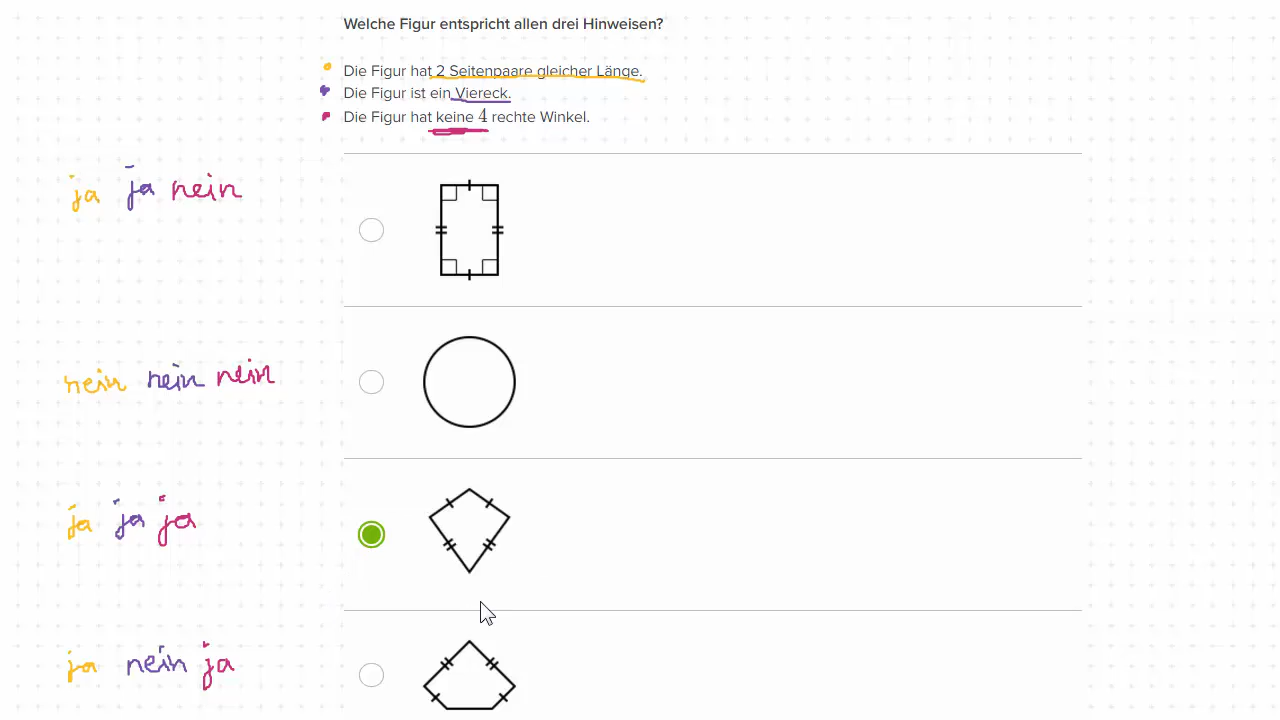 Welche Figur entspricht allen drei Hinweisen?
Die Figur hat 2 Seitenpaare gleicher Länge.
Die Figur ist ein Viereck.
Die Figur hat keine 4 rechte Winkel.
ja ja nein
nein nein nein
ja ja ja
ja nein ja